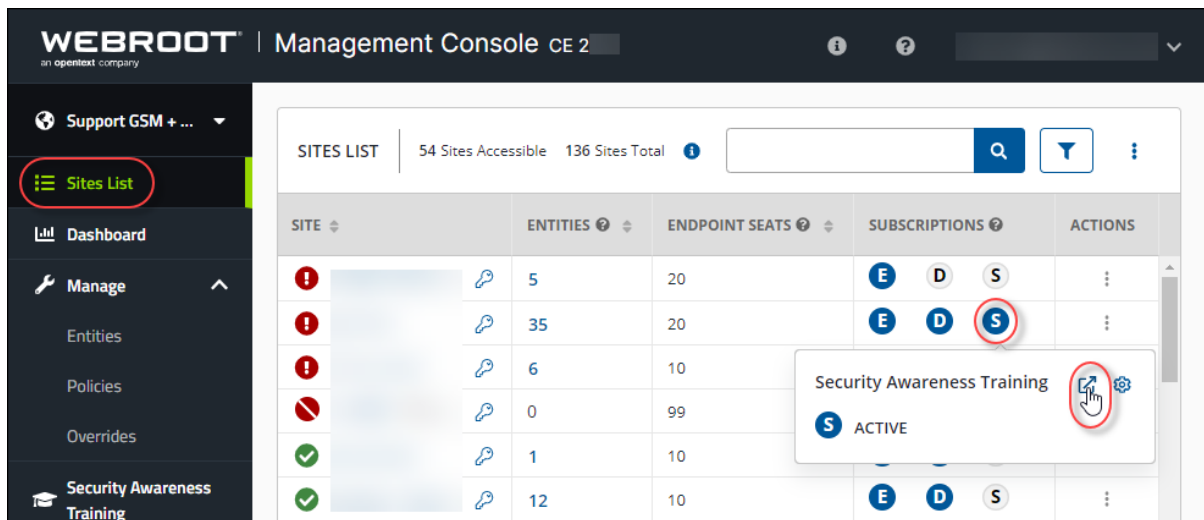 WEBROOT | Management Console CE 2
an opentext company
Support GSM + ...
Sites List
Dashboard
Manage
Entities
Policies
Overrides
Security Awareness
Training
SITES LIST 54 Sites Accessible 136 Sites Total
SITE ENTITIES ENDPOINT SEATS SUBSCRIPTIONS ACTIONS
5 20 E D S
35 20 E D S
6 10
0 99
1 10
12 10 E D S
Security Awareness Training
S ACTIVE